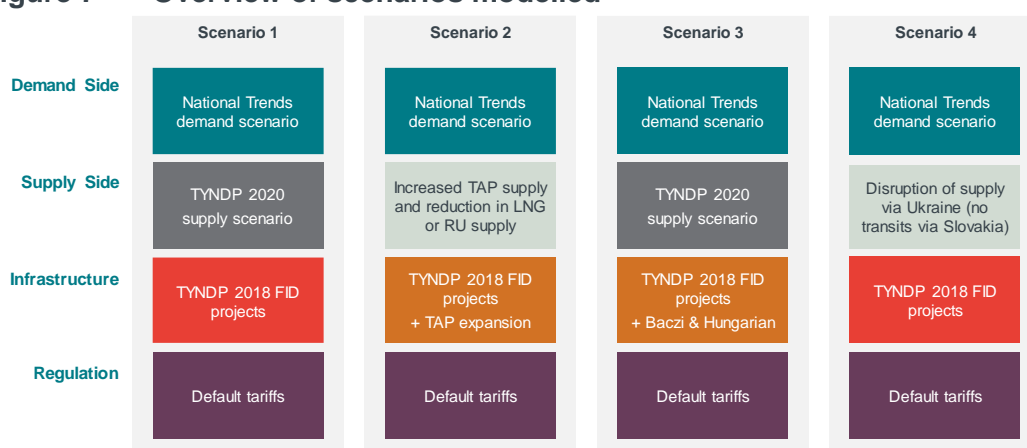 Scenario 1
Scenario 2
Scenario 3
Scenario 4
Demand Side
National Trends
demand scenario
National Trends
demand scenario
National Trends
demand scenario
National Trends
demand scenario
Supply Side
TYNDP 2020
supply scenario
Increased TAP supply
and reduction in LNG
or RU supply
TYNDP 2020
supply scenario
Disruption of supply
via Ukraine (no
transits via Slovakia)
Infrastructure
TYNDP 2018 FID
projects
TYNDP 2018 FID
projects
+ TAP expansion
TYNDP 2018 FID
projects
+ Baczi & Hungarian
TYNDP 2018 FID
projects
Regulation
Default tariffs
Default tariffs
Default tariffs
Default tariffs